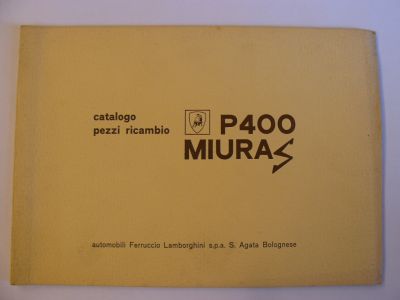 catalogo
pezzi ricambio
P400
MIURA S
automobili Ferruccio Lamborghini s.p.a. S. Agata Bolognese